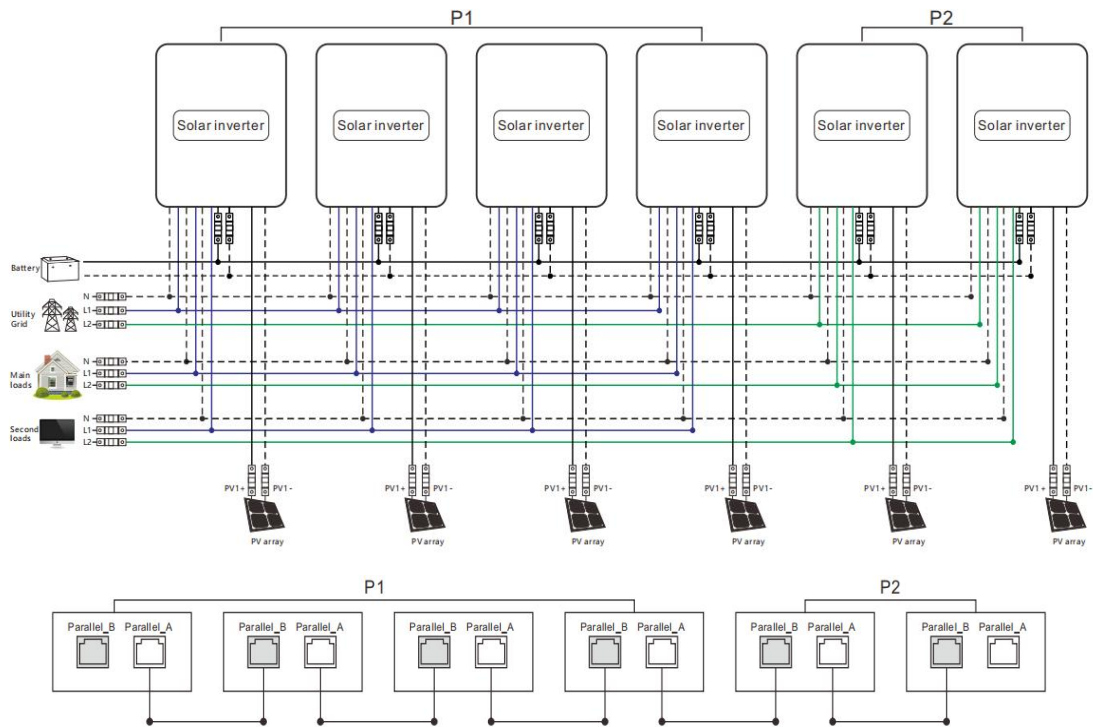 P1
P2
Solar inverter
Solar inverter
Solar inverter
Solar inverter
Solar inverter
Solar inverter
Battery
Utility
Grid
N
L1
L2
Main
loads
N
L1
L2
Second
loads
N
L1
L2
PV1+
PV1-
PV1+
PV1-
PV1+
PV1-
PV1+
PV1-
PV1+
PV1-
PV1+
PV1-
PV array
PV array
PV array
PV array
PV array
PV array
P1
P2
Parallel_B
Parallel_A
Parallel_B
Parallel_A
Parallel_B
Parallel_A
Parallel_B
Parallel_A
Parallel_B
Parallel_A
Parallel_B
Parallel_A